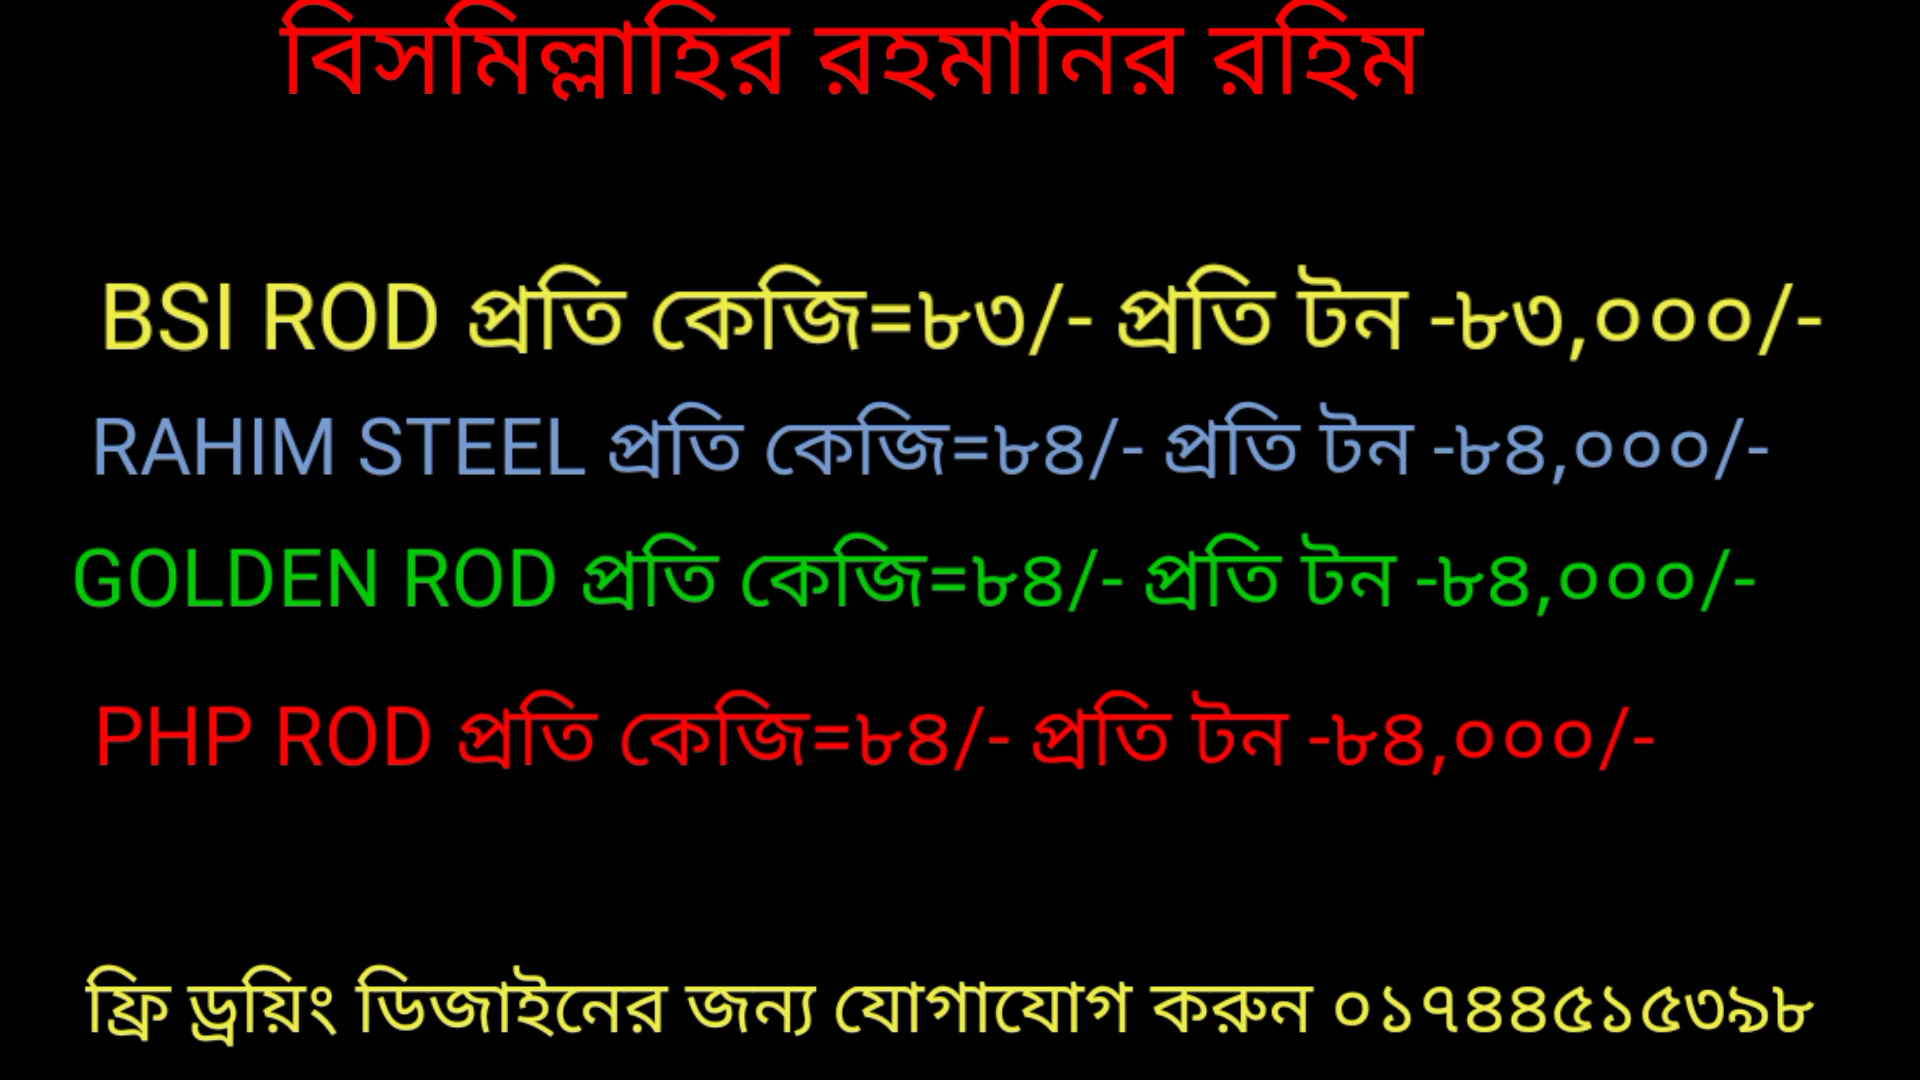 বিসমিল্লাহির রহমানির রহিম
BSI ROD প্রতি কেজি=৮৩/- প্রতি টন -৮৩,০০০/-
RAHIM STEEL প্রতি কেজি=৮৪/- প্রতি টন -৮৪,০০০/-
GOLDEN ROD প্রতি কেজি=৮৪/- প্রতি টন -৮৪,০০০/-
PHP ROD প্রতি কেজি=৮৪/- প্রতি টন -৮৪,০০০/-
ফ্রি ড্রয়িং ডিজাইনের জন্য যোগাযোগ করুন ০১৭৪৪৫১৫৩৯৮